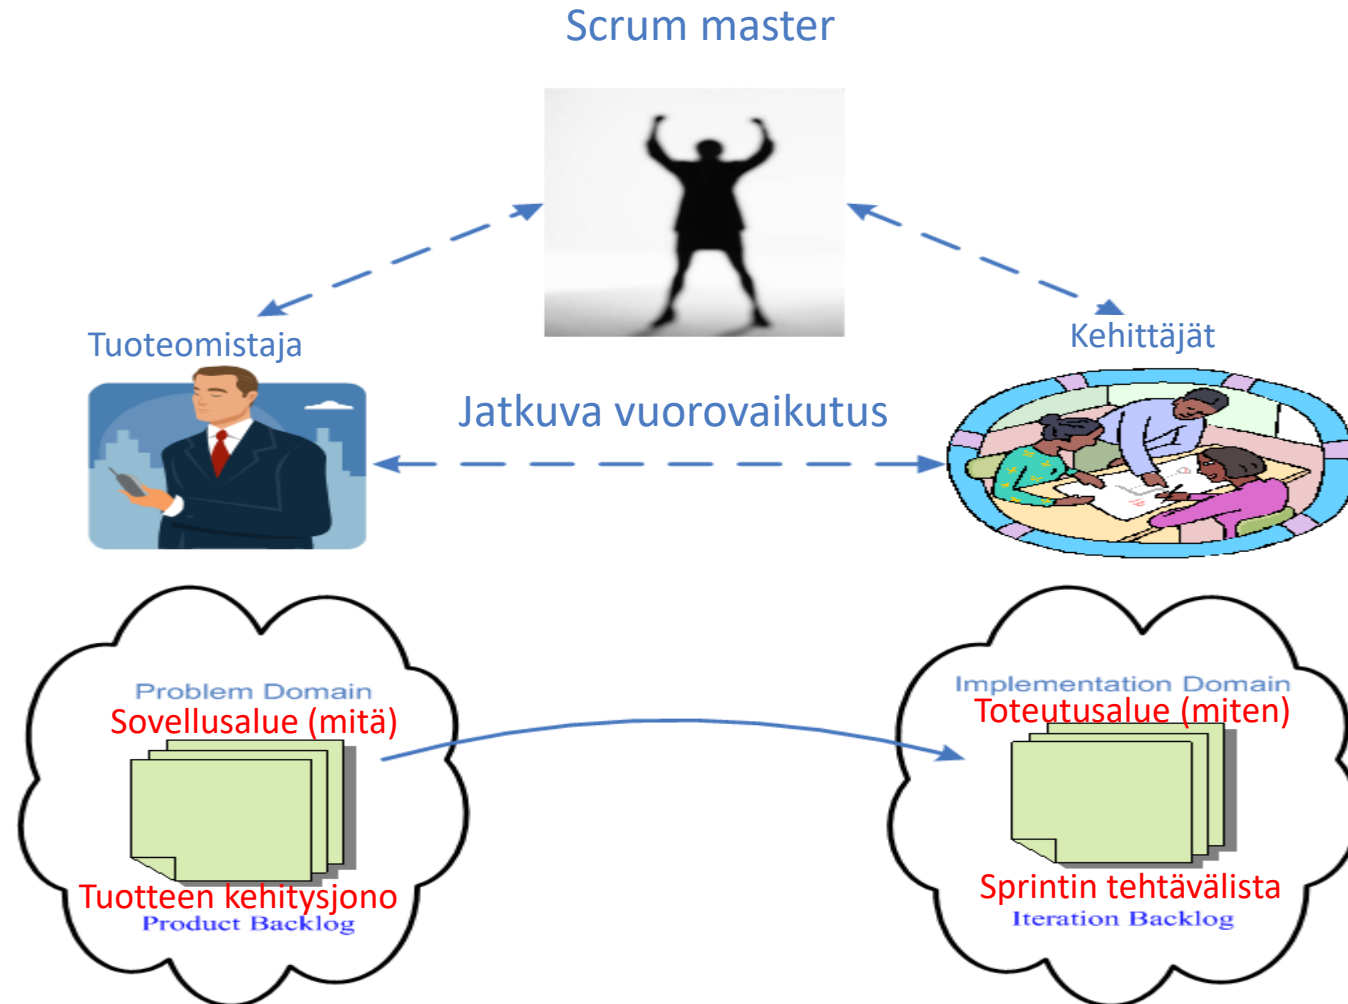 Scrum master
Tuoteomistaja
Kehittäjät
Jatkuva vuorovaikutus
Problem Domain
Sovellusalue (mitä)
Tuotteen kehitysjono
Product Backlog
Implementation Domain
Toteutusalue (miten)
Sprintin tehtävälista
Iteration Backlog